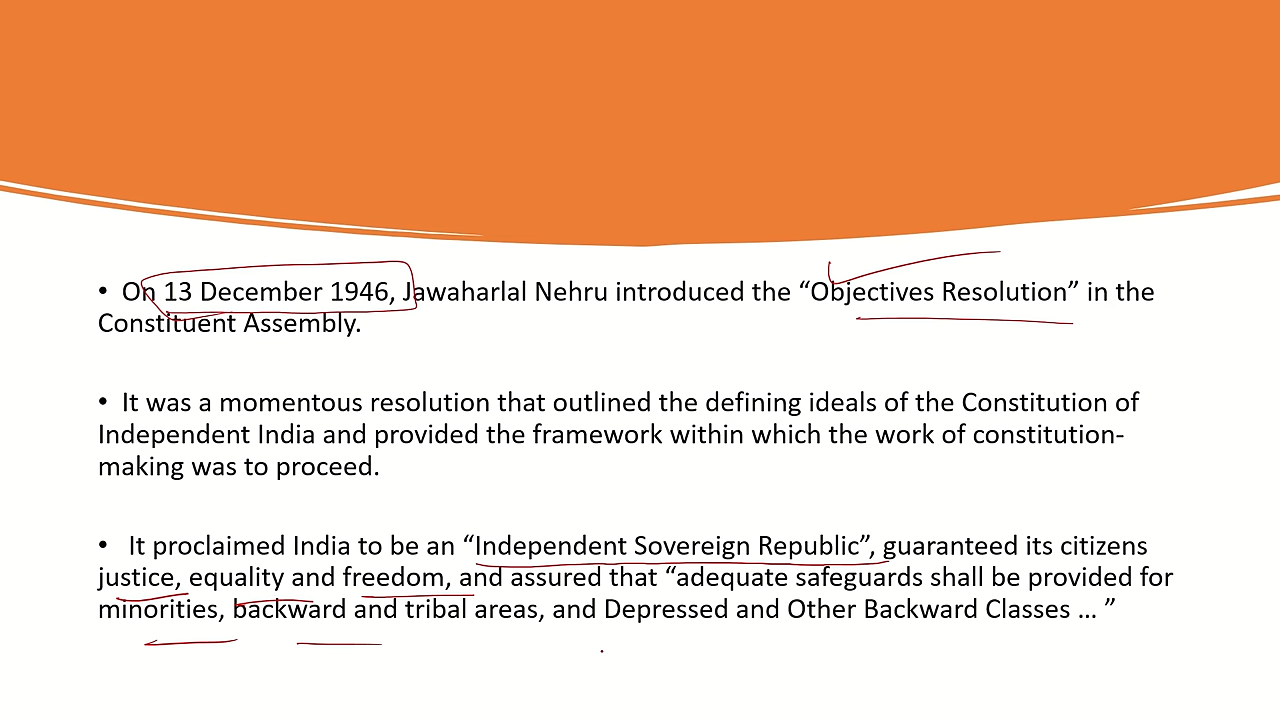 • On 13 December 1946, Jawaharlal Nehru introduced the “Objectives Resolution” in the
Constituent Assembly.
• It was a momentous resolution that outlined the defining ideals of the Constitution of
Independent India and provided the framework within which the work of constitution-
making was to proceed.
• It proclaimed India to be an “Independent Sovereign Republic”, guaranteed its citizens
justice, equality and freedom, and assured that “adequate safeguards shall be provided for
minorities, backward and tribal areas, and Depressed and Other Backward Classes … ”